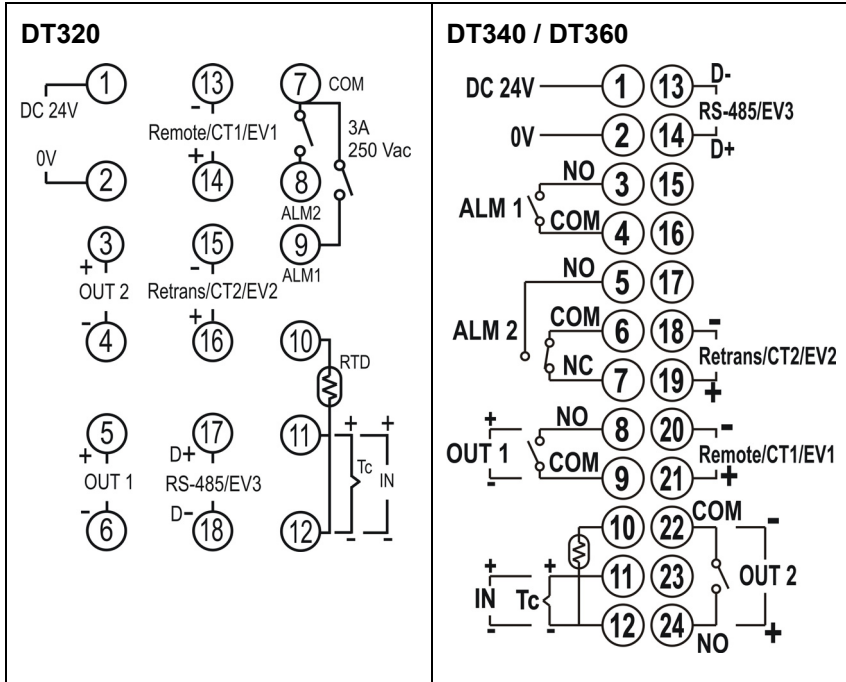 DT320
1
DC 24V
0V
2
3
+
OUT 2
-
4
5
+
OUT 1
-
6
13
-
Remote/CT1/EV1
+
14
15
-
Retrans/CT2/EV2
+
16
17
D+
RS-485/EV3
D-
18
7 COM
3A
250 Vac
8
ALM2
9
ALM1
10
RTD
11 + +
Tc IN
12 - -
DT340 / DT360
DC 24V 1 13 D-
RS-485/EV3
0V 2 14 D+
NO 3 15
ALM 1
COM 4 16
NO 5 17
ALM 2
COM 6 18 -
Retrans/CT2/EV2
NC 7 19 +
+ NO 8 20 -
OUT 1 Remote/CT1/EV1
- COM 9 21 +
10 22 COM -
+ + 11 23 OUT 2
IN Tc
- - 12 24 NO +